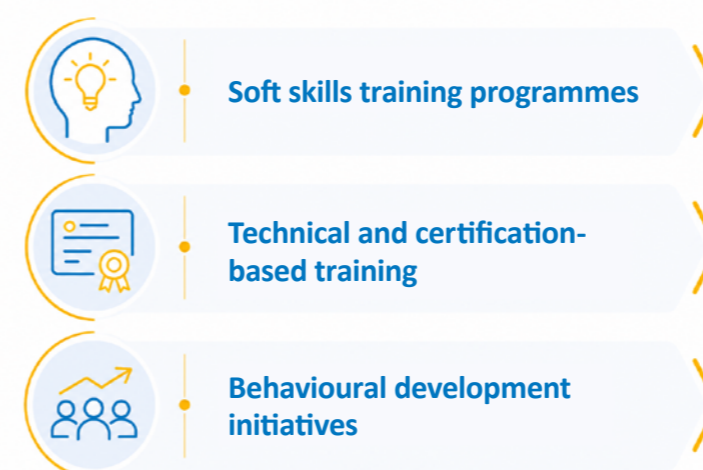 Soft skills training programmes
Technical and certification-
based training
Behavioural development
initiatives